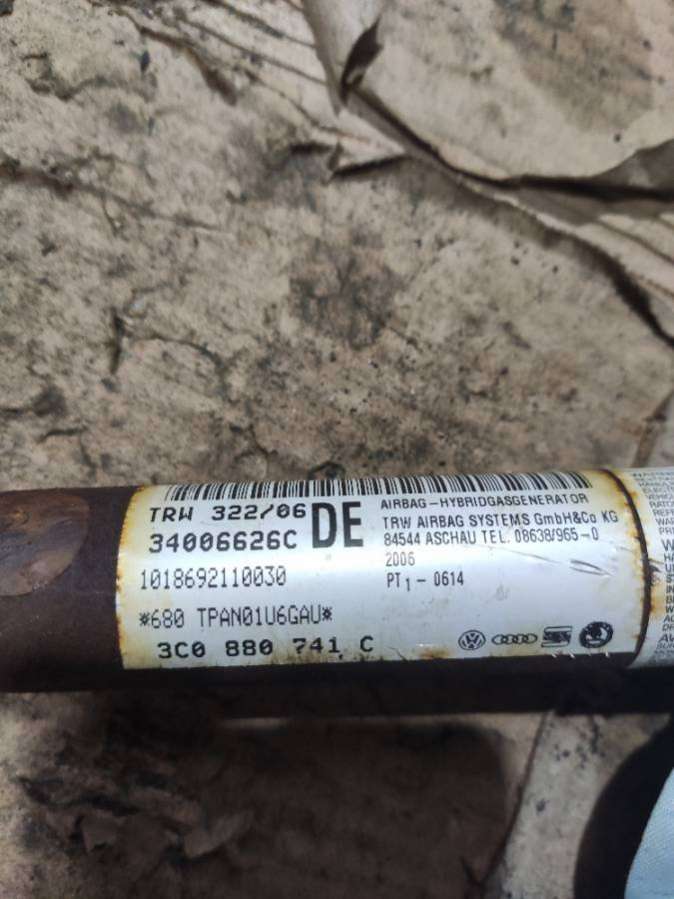 TRW 322/06
34006626C
DE
1018692110030
*680 TPAN01U6GAU*
3C0 880 741 C
AIRBAG-HYBRIDGASGENERATOR
TRW AIRBAG SYSTEMS GmbH&Co KG
84544 ASCHAU TEL. 08638/965-0
2006
PT1-0614